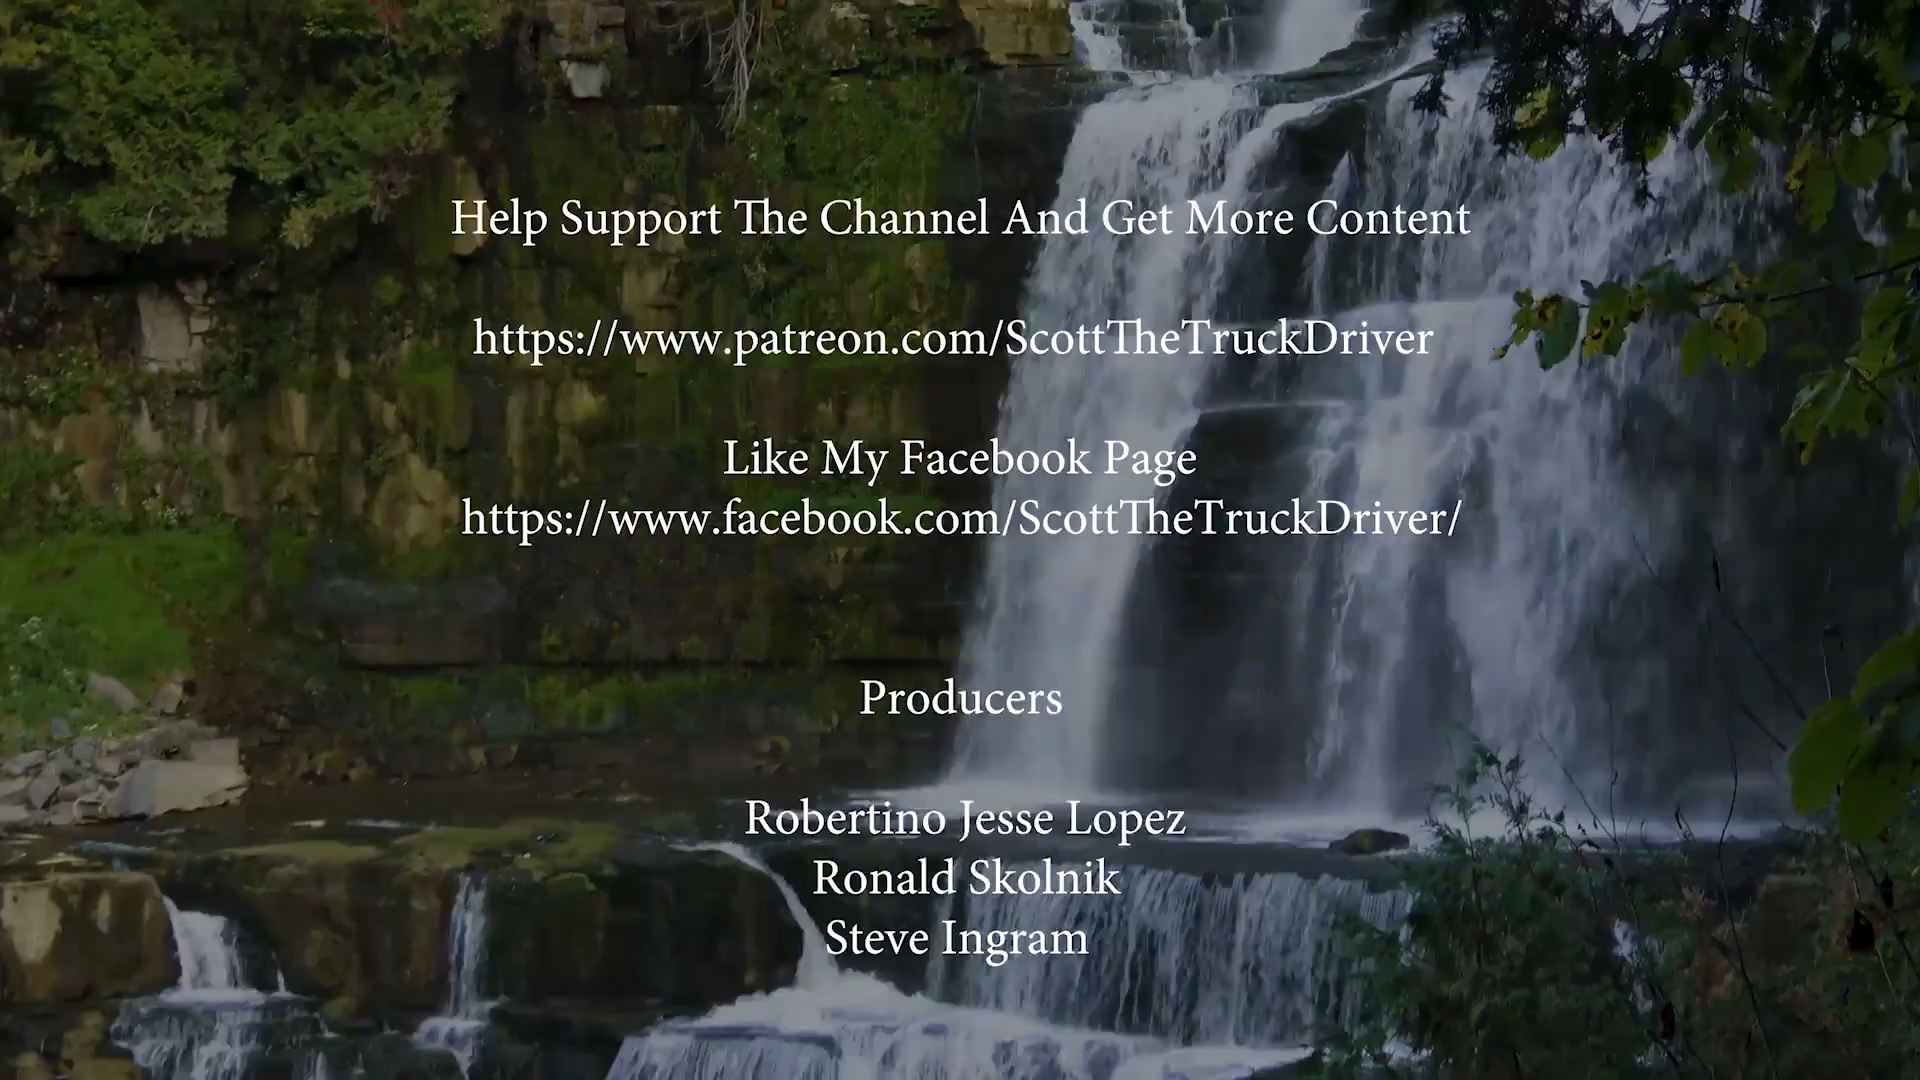 Help Support The Channel And Get More Content
https://www.patreon.com/ScottTheTruckDriver
Like My Facebook Page
https://www.facebook.com/ScottTheTruckDriver/
Producers
Robertino Jesse Lopez
Ronald Skolnik
Steve Ingram